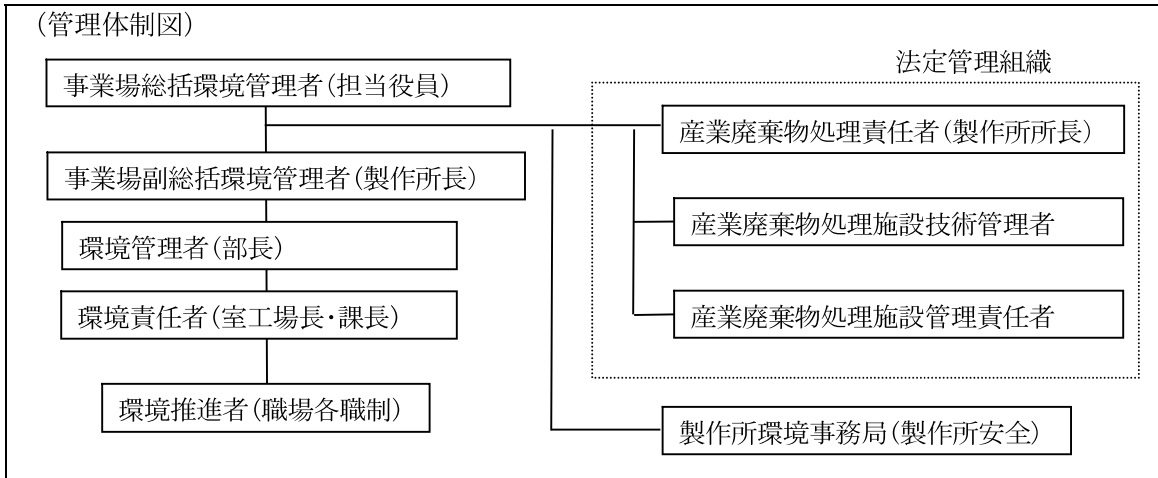 （管理体制図）
事業場総括環境管理者（担当役員）
事業場副総括環境管理者（製作所長）
環境管理者（部長）
環境責任者（室工場長・課長）
環境推進者（職場各職制）
法定管理組織
産業廃棄物処理責任者（製作所所長）
産業廃棄物処理施設技術管理者
産業廃棄物処理施設管理責任者
製作所環境事務局（製作所安全）